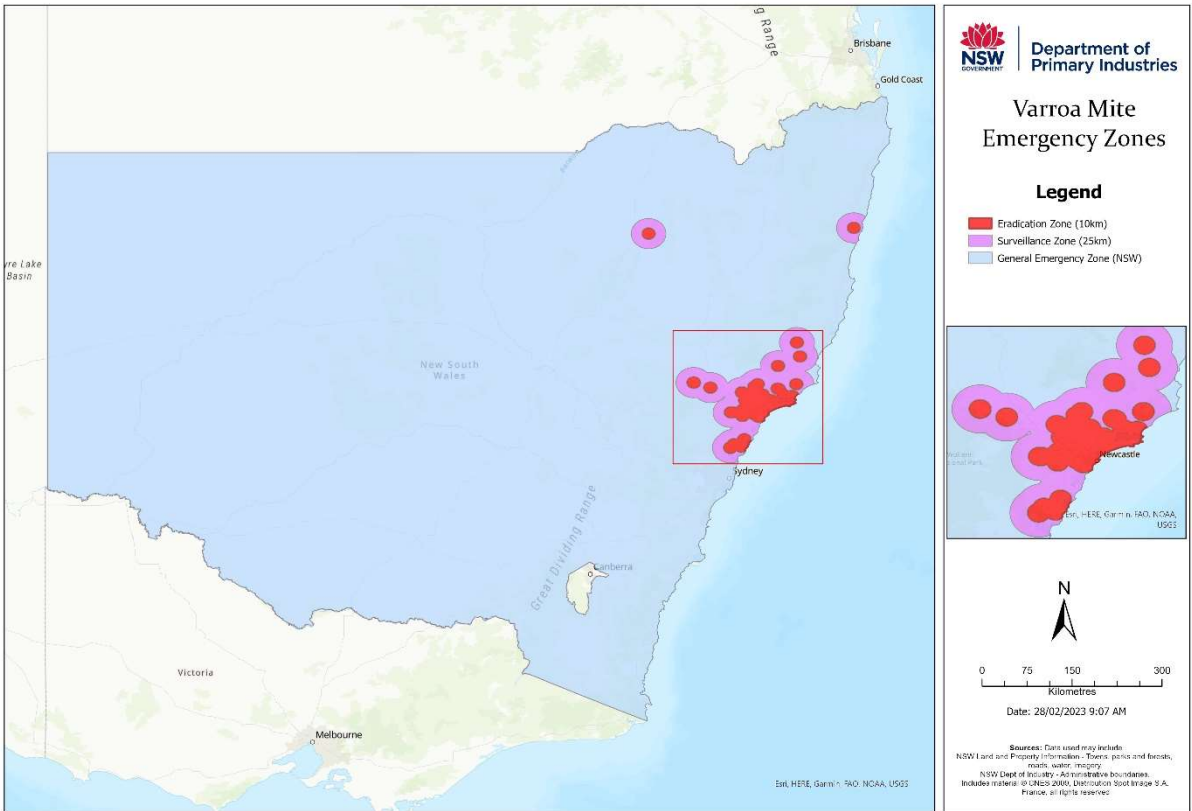 g Range
Brisbane
Gold Coast
yre Lake
Basin
New South
Wales
Sydney
Great Dividing Range
Canberra
Victoria
Melbourne
Esri, HERE, Garmin, FAO, NOAA, USGS
NSW
GOVERNMENT
Department of
Primary Industries
Varroa Mite
Emergency Zones
Legend
Eradication Zone (10km)
Surveillance Zone (25km)
General Emergency Zone (NSW)
Newcastle
Esri, HERE, Garmin, FAO, NOAA,
USGS
N
0 75 150 300
Kilometres
Date: 28/02/2023 9:07 AM
Sources: Data used may include
NSW Land and Property Information - Towns, parks and forests,
roads, water, imagery.
NSW Dept of Industry - Administrative boundaries.
Includes material © CNES 2009, Distribution Spot Image S.A.
France, all rights reserved